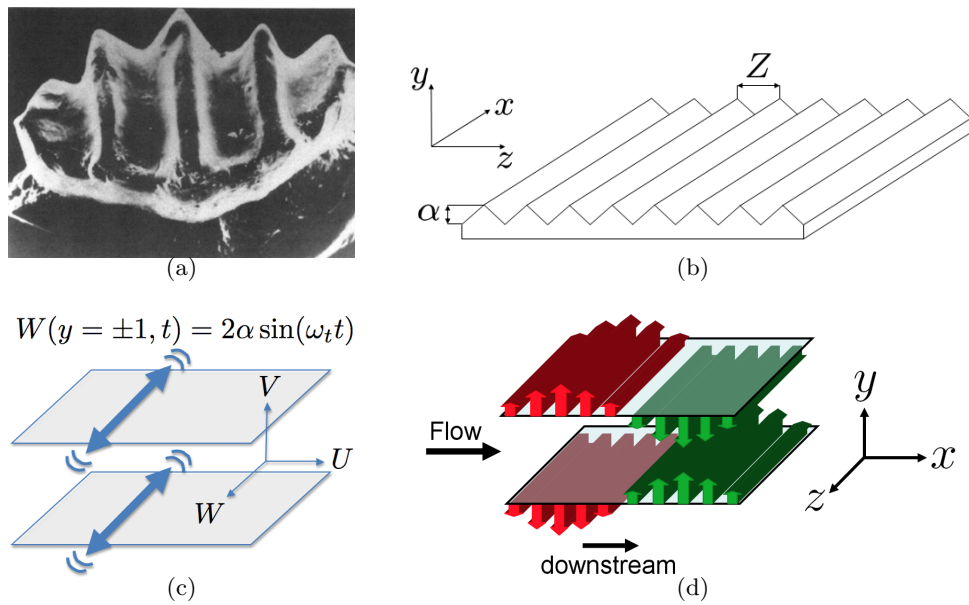 y
x
z
Z
α
(a)
(b)
W(y = ±1, t) = 2α sin(ω_t t)
V
U
W
Flow
downstream
y
x
z
(c)
(d)